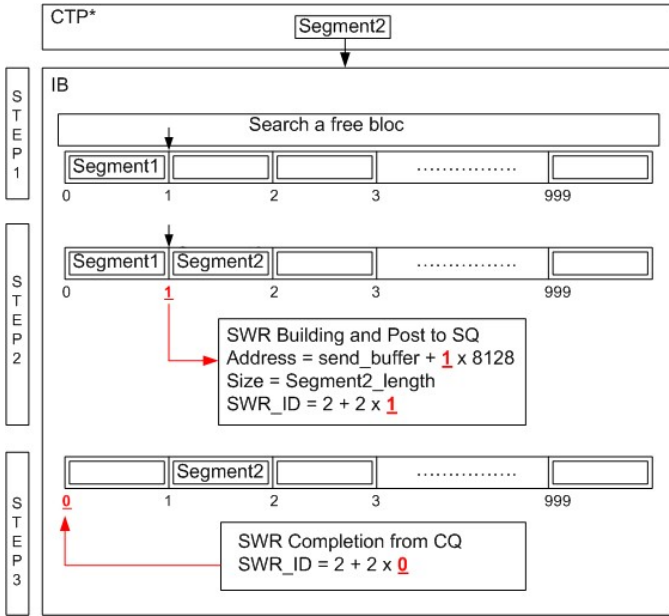 CTP*
Segment2
IB
STEP1
Search a free bloc
Segment1
..................
0 1 2 3 999
STEP2
Segment1 Segment2
..................
0 1 2 3 999
SWR Building and Post to SQ
Address = send_buffer + 1 x 8128
Size = Segment2_length
SWR_ID = 2 + 2 x 1
STEP3
Segment2
..................
0 1 2 3 999
SWR Completion from CQ
SWR_ID = 2 + 2 x 0